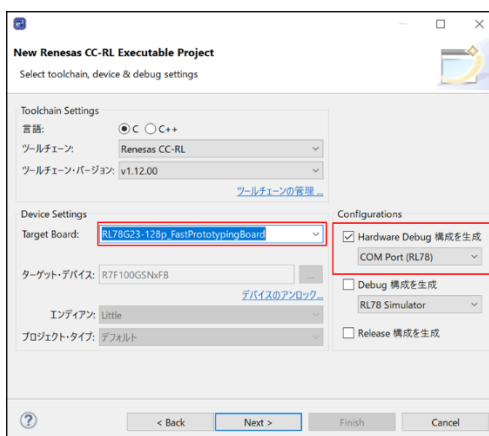 New Renesas CC-RL Executable Project
Select toolchain, device & debug settings
Toolchain Settings
言語: C C++
ツールチェーン: Renesas CC-RL
ツールチェーン・バージョン: v1.12.00
ツールチェーンの管理 ...
Device Settings
Target Board: RL78G23-128p_FastPrototypingBoard
ターゲット・デバイス: R7F100GSNxFB ...
デバイスのアンロック...
エンディアン: Little
プロジェクト・タイプ: デフォルト
Configurations
Hardware Debug 構成を生成
COM Port (RL78)
Debug 構成を生成
RL78 Simulator
Release 構成を生成
? < Back Next > Finish Cancel